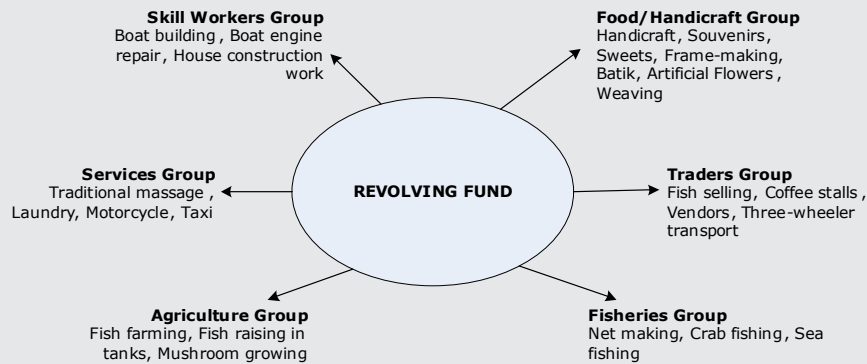 Skill Workers Group
Boat building , Boat engine
repair , House construction
work
Food/Handicraft Group
Handicraft, Souvenirs,
Sweets, Frame-making,
Batik, Artificial Flowers ,
Weaving
Services Group
Traditional massage ,
Laundry, Motorcycle, Taxi
REVOLVING FUND
Traders Group
Fish selling, Coffee stalls ,
Vendors , Three-wheeler
transport
Agriculture Group
Fish farming, Fish raising in
tanks, Mushroom growing
Fisheries Group
Net making, Crab fishing, Sea
fishing